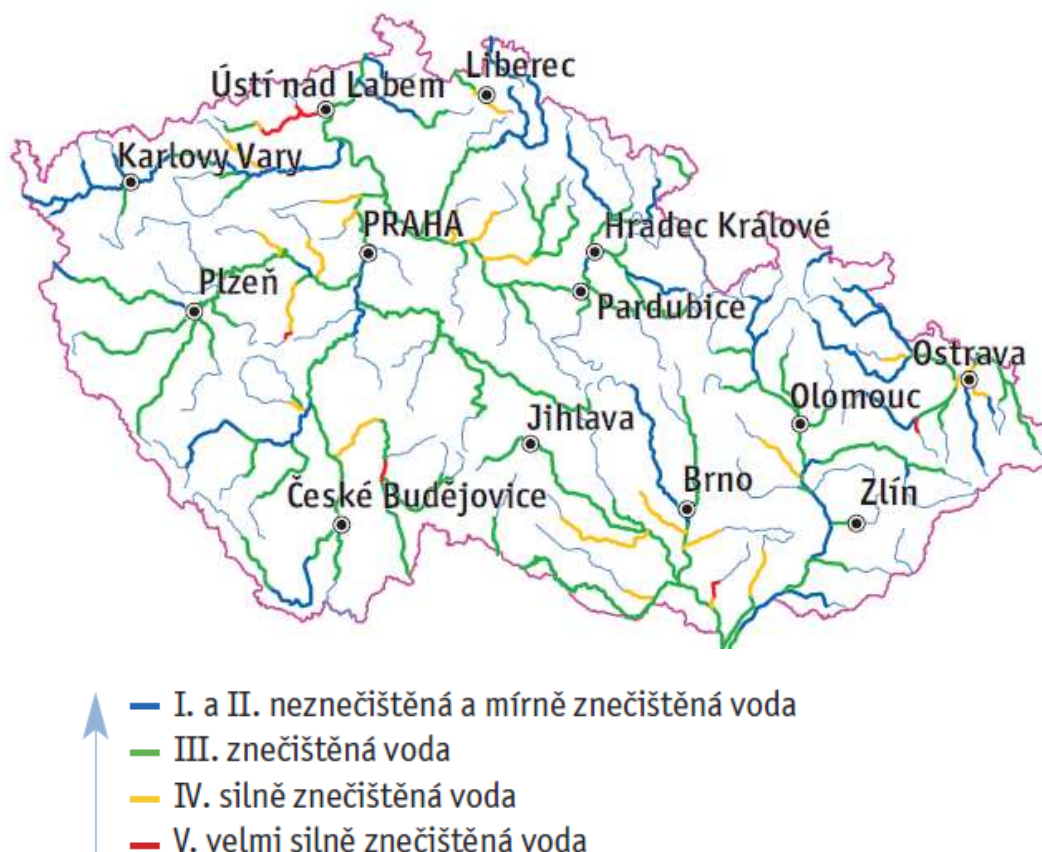 Liberec
Ústí nad Labem
Karlovy Vary
PRAHA
Hradec Králové
Plzeň
Pardubice
Ostrava
Olomouc
Jihlava
Brno
Zlín
České Budějovice
I. a II. neznečištěná a mírně znečištěná voda
III. znečištěná voda
IV. silně znečištěná voda
V. velmi silně znečištěná voda